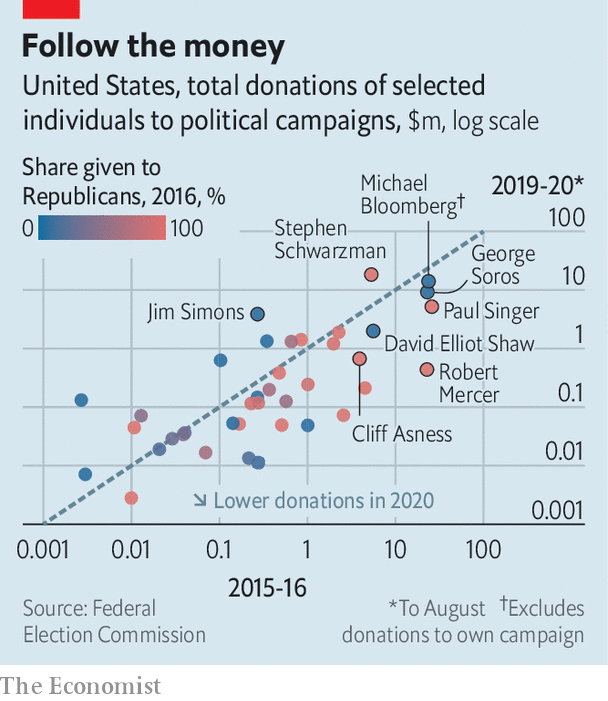 Follow the money
United States, total donations of selected
individuals to political campaigns, $m, log scale
Share given to
Republicans, 2016, %
0
100
Michael
Bloomberg†
2019-20*
100
Stephen
Schwarzman
George
Soros
10
Jim Simons
Paul Singer
1
David Elliot Shaw
Robert
Mercer
0.1
Cliff Asness
0.01
↘ Lower donations in 2020
0.001
0.001 0.01 0.1 1 10 100
2015-16
Source: Federal
Election Commission
*To August †Excludes
donations to own campaign
The Economist